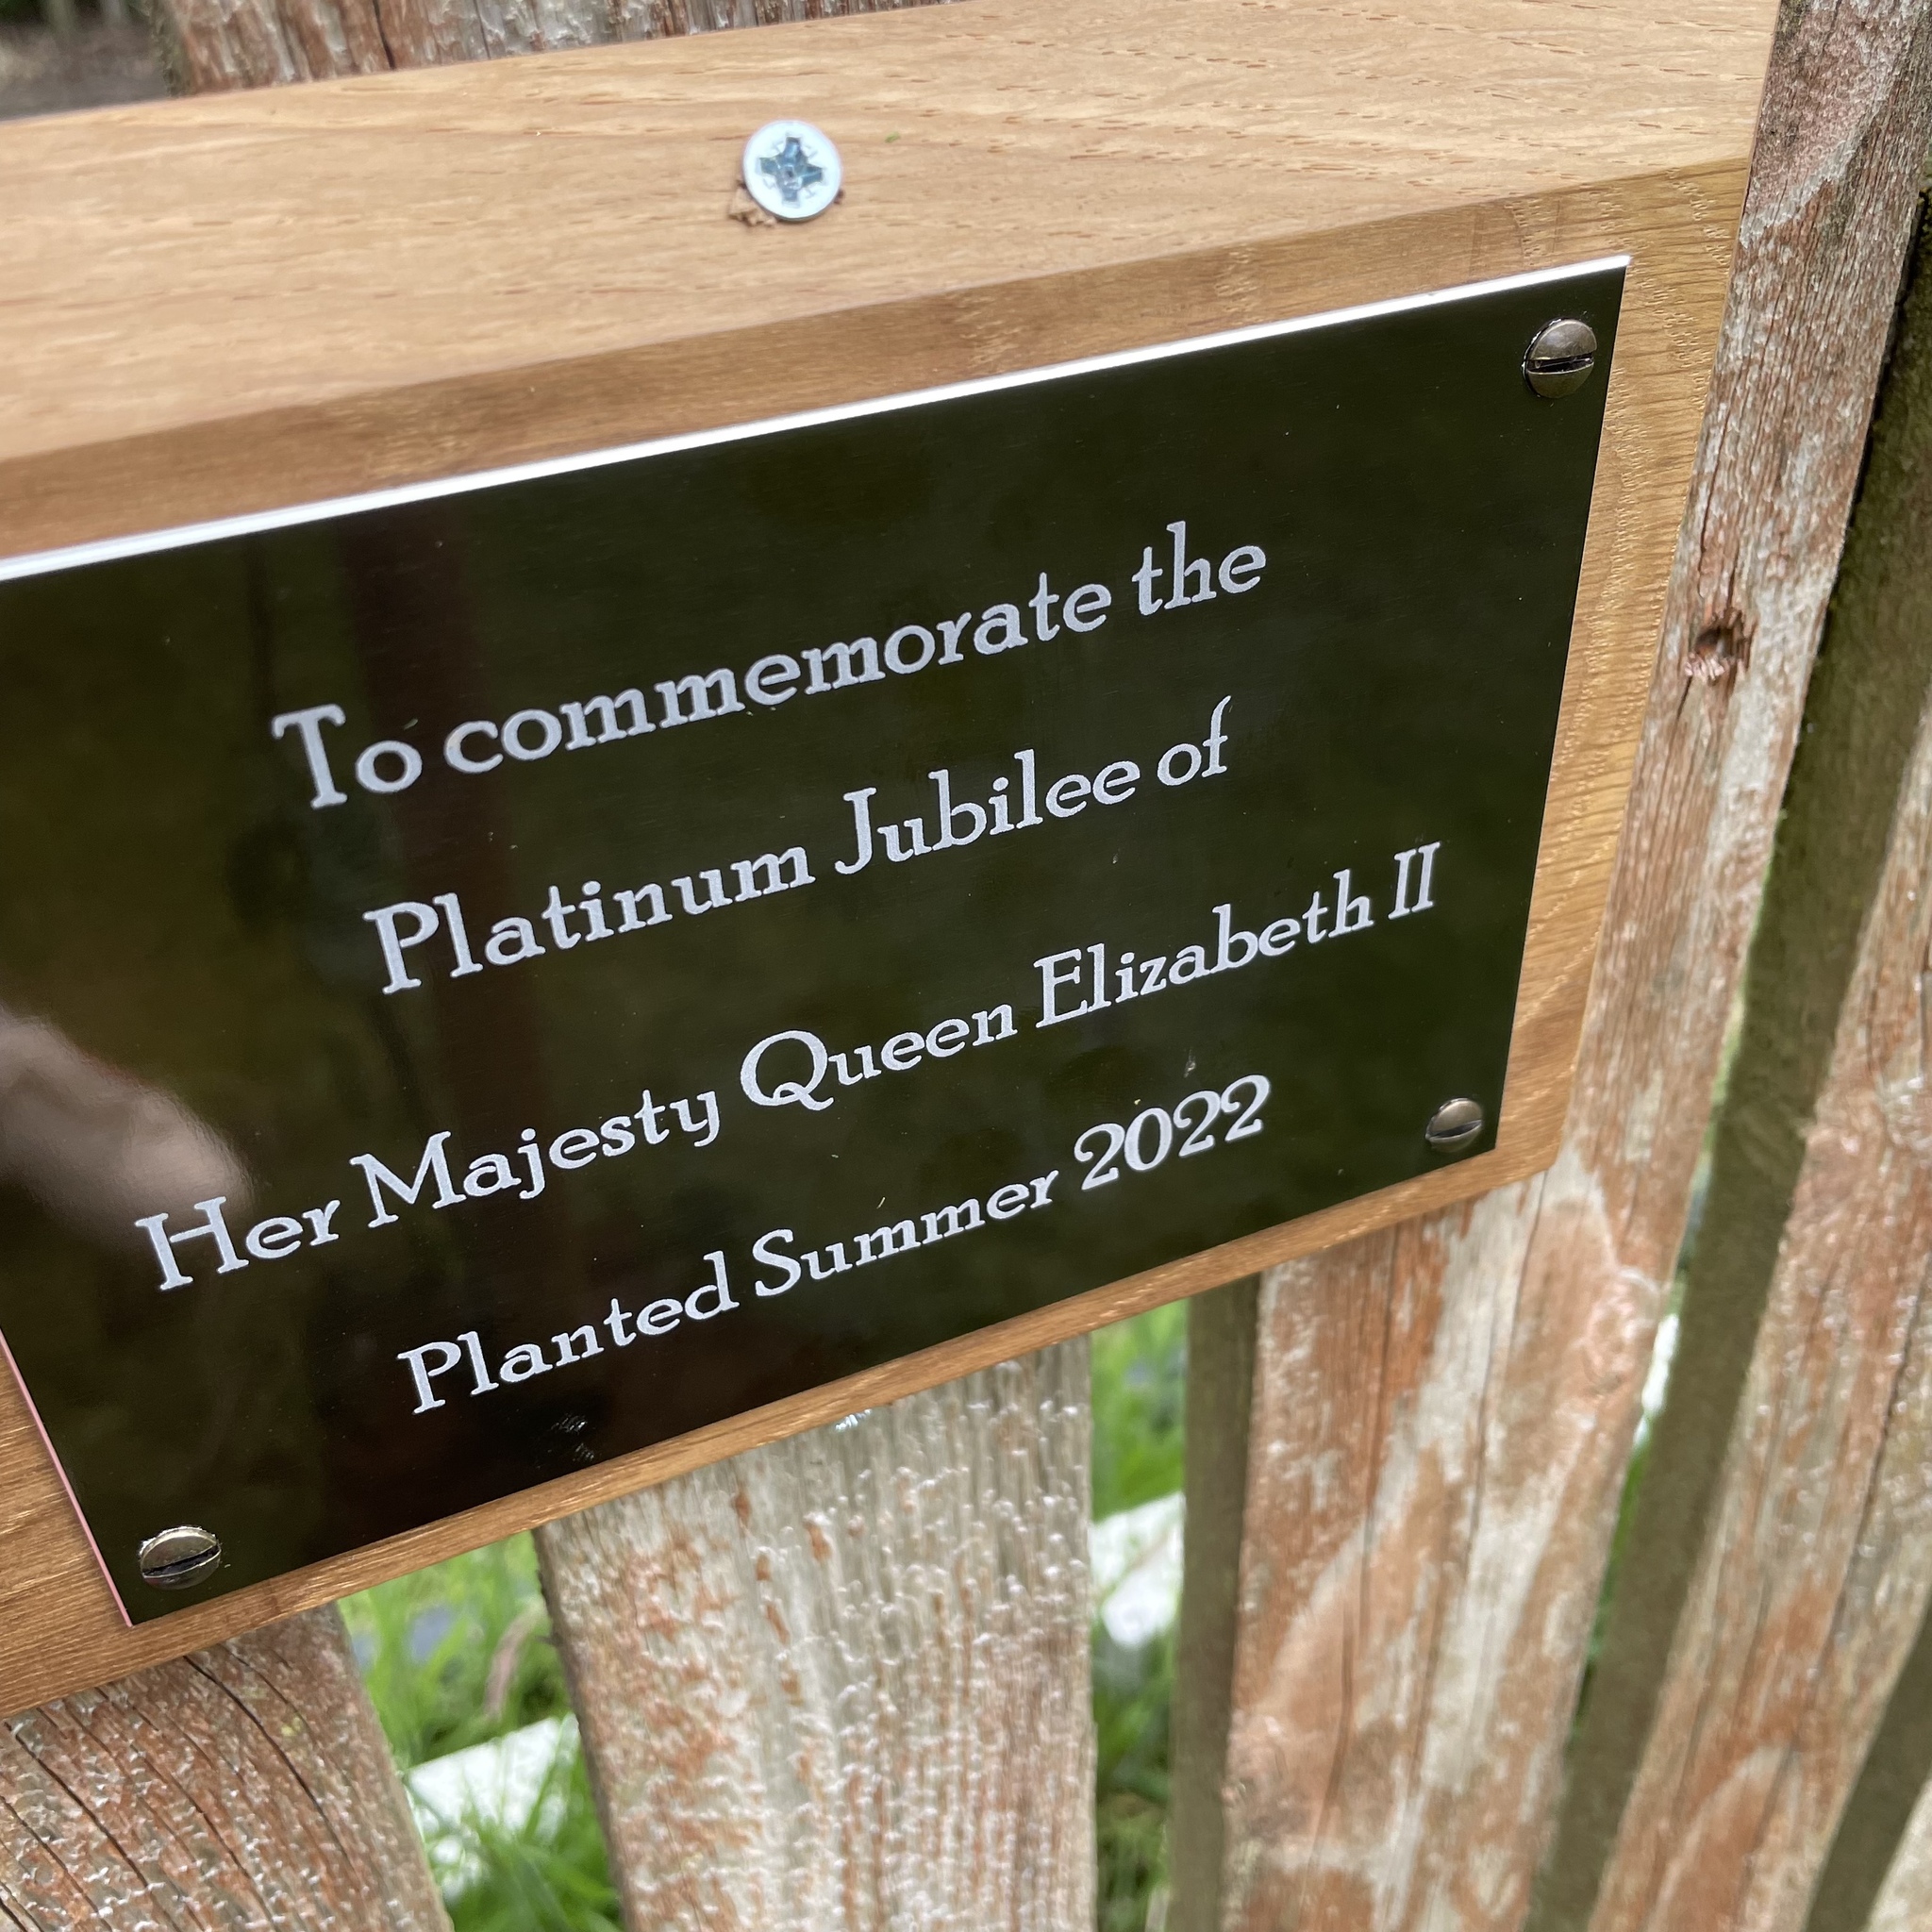 To commemorate the
Platinum Jubilee of
Her Majesty Queen Elizabeth II
Planted Summer 2022